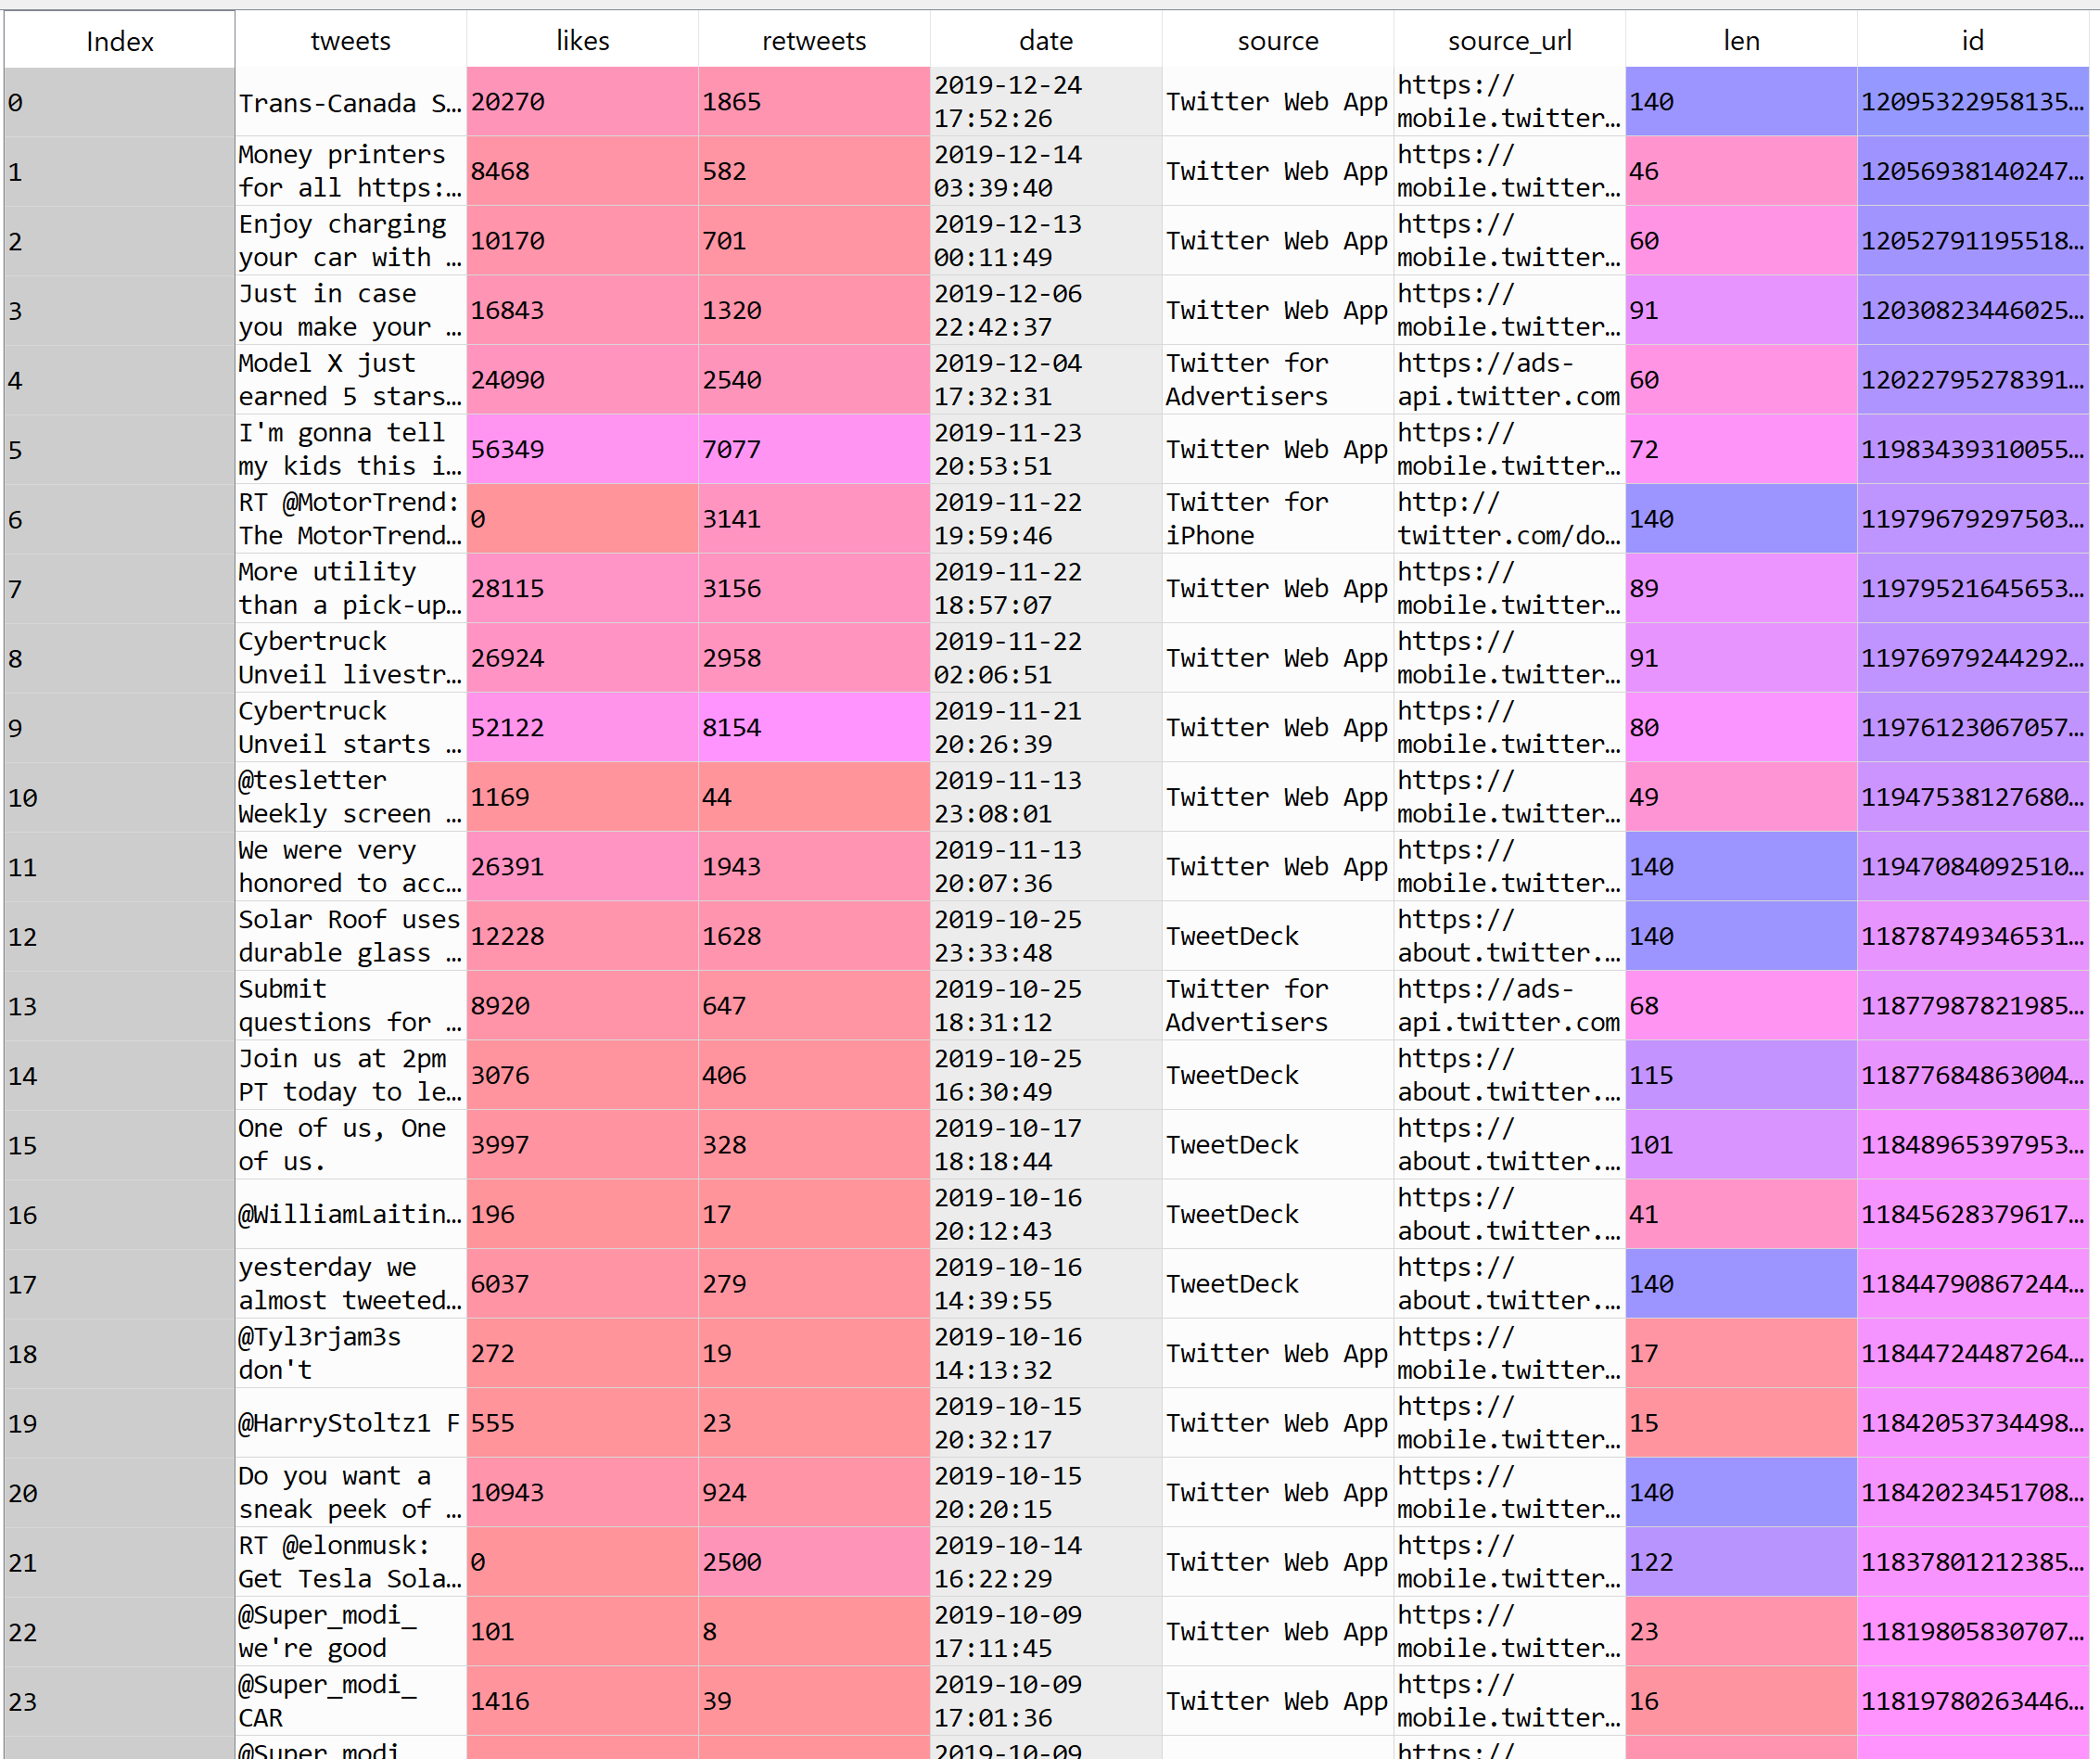 Index tweets likes retweets date source source_url len id
0 Trans-Canada S… 20270 1865 2019-12-24 17:52:26 Twitter Web App https://mobile.twitter… 140 12095322958135…
1 Money printers for all https:… 8468 582 2019-12-14 03:39:40 Twitter Web App https://mobile.twitter… 46 12056938140247…
2 Enjoy charging your car with … 10170 701 2019-12-13 00:11:49 Twitter Web App https://mobile.twitter… 60 12052791195518…
3 Just in case you make your … 16843 1320 2019-12-06 22:42:37 Twitter Web App https://mobile.twitter… 91 12030823446025…
4 Model X just earned 5 stars… 24090 2540 2019-12-04 17:32:31 Twitter for Advertisers https://ads-api.twitter.com 60 12022795278391…
5 I'm gonna tell my kids this i… 56349 7077 2019-11-23 20:53:51 Twitter Web App https://mobile.twitter… 72 11983439310055…
6 RT @MotorTrend: The MotorTrend… 0 3141 2019-11-22 19:59:46 Twitter for iPhone http://twitter.com/do… 140 11979679297503…
7 More utility than a pick-up… 28115 3156 2019-11-22 18:57:07 Twitter Web App https://mobile.twitter… 89 11979521645653…
8 Cybertruck Unveil livestr… 26924 2958 2019-11-22 02:06:51 Twitter Web App https://mobile.twitter… 91 11976979244292…
9 Cybertruck Unveil starts … 52122 8154 2019-11-21 20:26:39 Twitter Web App https://mobile.twitter… 80 11976123067057…
10 @tesletter Weekly screen … 1169 44 2019-11-13 23:08:01 Twitter Web App https://mobile.twitter… 49 11947538127680…
11 We were very honored to acc… 26391 1943 2019-11-13 20:07:36 Twitter Web App https://mobile.twitter… 140 11947084092510…
12 Solar Roof uses durable glass … 12228 1628 2019-10-25 23:33:48 TweetDeck https://about.twitter.… 140 11878749346531…
13 Submit questions for … 8920 647 2019-10-25 18:31:12 Twitter for Advertisers https://ads-api.twitter.com 68 11877987821985…
14 Join us at 2pm PT today to le… 3076 406 2019-10-25 16:30:49 TweetDeck https://about.twitter.… 115 11877684863004…
15 One of us, One of us. 3997 328 2019-10-17 18:18:44 TweetDeck https://about.twitter.… 101 11848965397953…
16 @WilliamLaitin… 196 17 2019-10-16 20:12:43 TweetDeck https://about.twitter.… 41 11845628379617…
17 yesterday we almost tweeted… 6037 279 2019-10-16 14:39:55 TweetDeck https://about.twitter.… 140 11844790867244…
18 @Tyl3rjam3s don't 272 19 2019-10-16 14:13:32 Twitter Web App https://mobile.twitter… 17 11844724487264…
19 @HarryStoltz1 F 555 23 2019-10-15 20:32:17 Twitter Web App https://mobile.twitter… 15 11842053734498…
20 Do you want a sneak peek of … 10943 924 2019-10-15 20:20:15 Twitter Web App https://mobile.twitter… 140 11842023451708…
21 RT @elonmusk: Get Tesla Sola… 0 2500 2019-10-14 16:22:29 Twitter Web App https://mobile.twitter… 122 11837801212385…
22 @Super_modi_ we're good 101 8 2019-10-09 17:11:45 Twitter Web App https://mobile.twitter… 23 11819805830707…
23 @Super_modi_ CAR 1416 39 2019-10-09 17:01:36 Twitter Web App https://mobile.twitter… 16 11819780263446…
@Super_modi_ 2019-10-09 https://